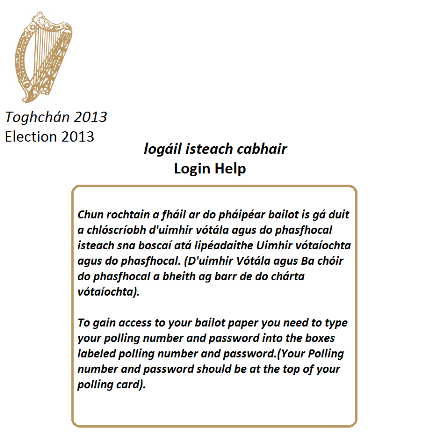 Toghchán 2013
Election 2013
logáil isteach cabhair
Login Help
Chun rochtain a fháil ar do pháipéar bailot is gá duit
a chlóscríobh d'uimhir vótála agus do phasfhocal
isteach sna boscaí atá lipéadaithe Uimhir vótaíochta
agus do phasfhocal. (D'uimhir Vótála agus Ba chóir
do phasfhocal a bheith ag barr de do chárta
vótaíochta).
To gain access to your bailot paper you need to type
your polling number and password into the boxes
labeled polling number and password.(Your Polling
number and password should be at the top of your
polling card).